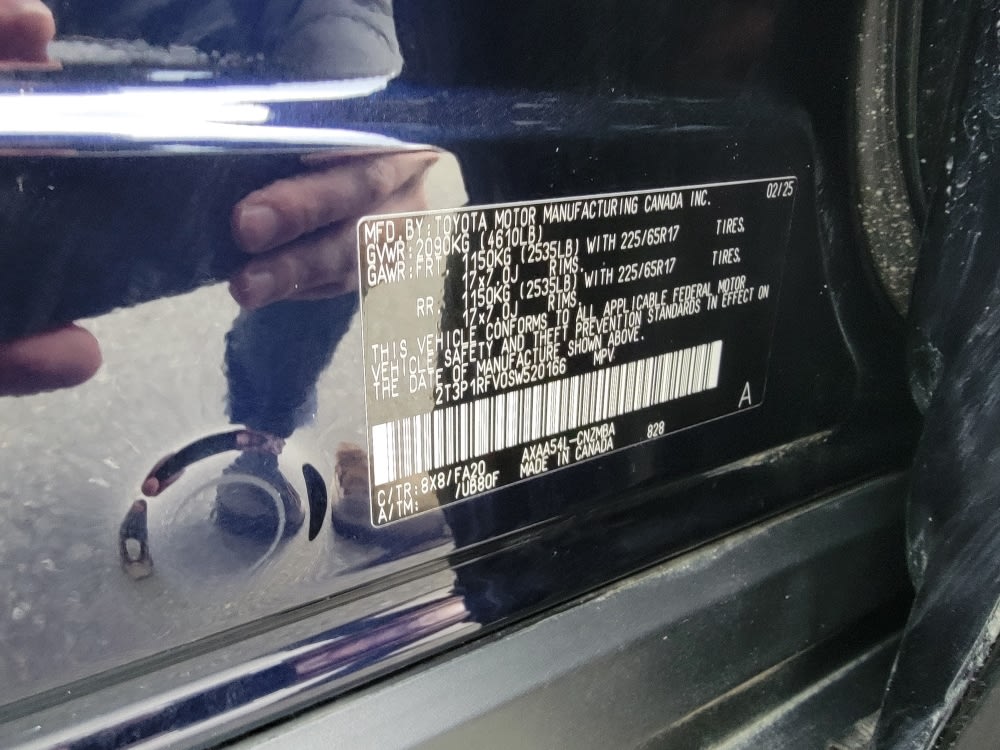 MFD. BY: TOYOTA MOTOR MANUFACTURING CANADA INC. 02/25
GVWR: 2090KG (4610LB)
GAWR: FRT. 1150KG (2535LB) WITH 225/65R17 TIRES,
17x7.0J RIMS.
RR. 1150KG (2535LB) WITH 225/65R17 TIRES,
17x7.0J RIMS.
THIS VEHICLE CONFORMS TO ALL APPLICABLE FEDERAL MOTOR
VEHICLE SAFETY AND THEFT PREVENTION STANDARDS IN EFFECT ON
THE DATE OF MANUFACTURE SHOWN ABOVE.
2T3P1RFV0SW520166 MPV
A
C/TR: 8X8/FA20 AXAA54L-CNZMBA 828
A/TM: /UB80F MADE IN CANADA